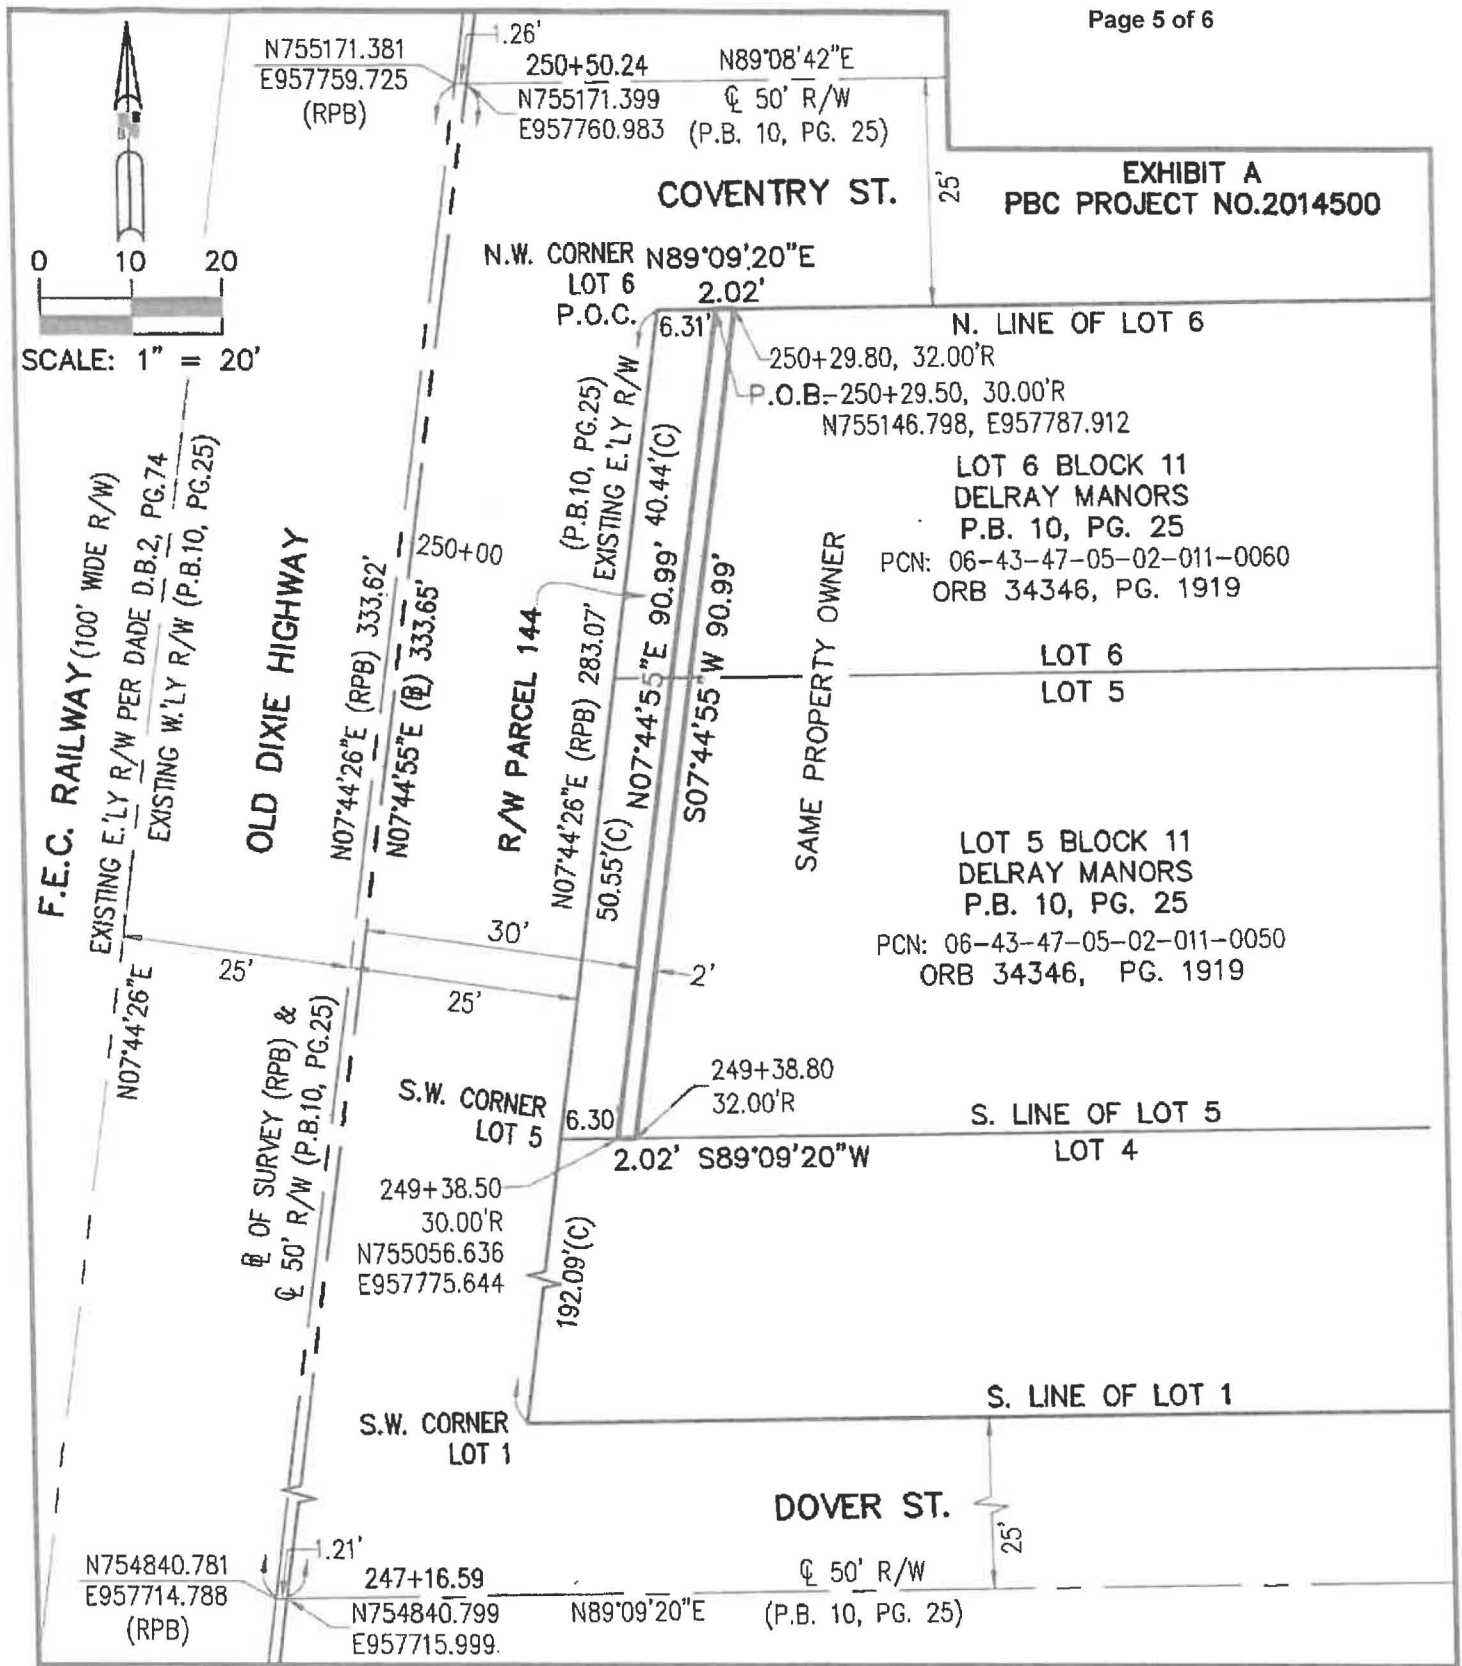 Page 5 of 6
N755171.381
E957759.725
(RPB)
1.26'
250+50.24
N755171.399
E957760.983
N89°08'42"E
℄ 50' R/W
(P.B. 10, PG. 25)
COVENTRY ST.
25'
EXHIBIT A
PBC PROJECT NO.2014500
0 10 20
SCALE: 1" = 20'
N.W. CORNER
LOT 6
P.O.C.
N89°09'20"E
2.02'
6.31'
N. LINE OF LOT 6
250+29.80, 32.00'R
P.O.B.-250+29.50, 30.00'R
N755146.798, E957787.912
LOT 6 BLOCK 11
DELRAY MANORS
P.B. 10, PG. 25
PCN: 06-43-47-05-02-011-0060
ORB 34346, PG. 1919
F.E.C. RAILWAY (100' WIDE R/W)
EXISTING E.'LY R/W PER DADE D.B.2, PG.74
EXISTING W.'LY R/W (P.B.10, PG.25)
N07°44'26"E
OLD DIXIE HIGHWAY
250+00
N07°44'26"E (RPB) 333.62'
N07°44'55"E (BL) 333.65'
R/W PARCEL 144
(P.B.10, PG.25)
EXISTING E.'LY R/W
N07°44'26"E (RPB) 283.07'
40.44'(C)
50.55'(C)
N07°44'55"E 90.99'
S07°44'55"W 90.99'
SAME PROPERTY OWNER
LOT 6
LOT 5
LOT 5 BLOCK 11
DELRAY MANORS
P.B. 10, PG. 25
PCN: 06-43-47-05-02-011-0050
ORB 34346, PG. 1919
25'
30'
25'
2'
BL OF SURVEY (RPB) &
℄ 50' R/W (P.B.10, PG.25)
S.W. CORNER
LOT 5
6.30
249+38.80
32.00'R
S. LINE OF LOT 5
LOT 4
2.02' S89°09'20"W
249+38.50
30.00'R
N755056.636
E957775.644
192.09'(C)
S. LINE OF LOT 1
S.W. CORNER
LOT 1
DOVER ST.
25'
N754840.781
E957714.788
(RPB)
1.21'
247+16.59
N754840.799
E957715.999
N89°09'20"E
℄ 50' R/W
(P.B. 10, PG. 25)